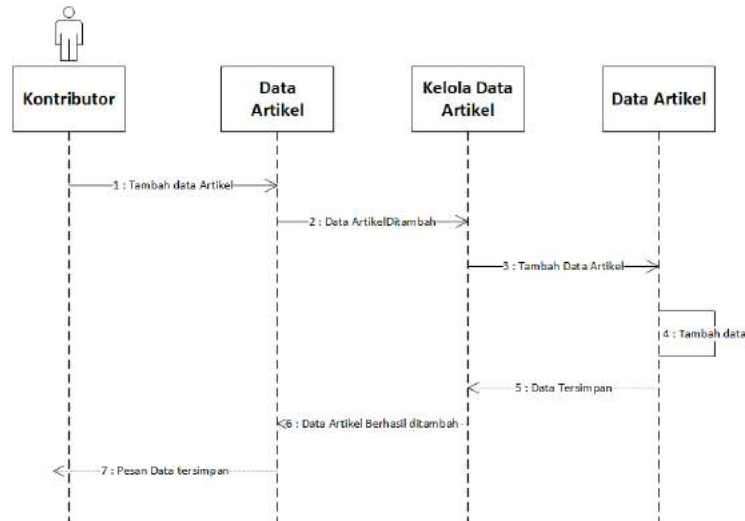 Kontributor
Data
Artikel
Kelola Data
Artikel
Data Artikel
1 : Tambah data Artikel
2 : Data ArtikelDitambah
3 : Tambah Data Artikel
4 : Tambah data
5 : Data Tersimpan
6 : Data Artikel Berhasil ditambah
7 : Pesan Data tersimpan